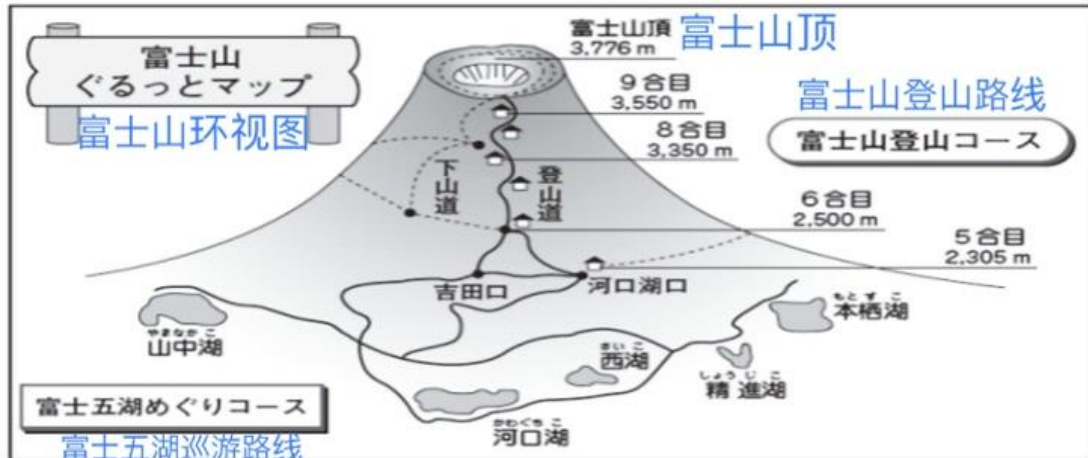 富士山
ぐるっとマップ
富士山环视图
富士山頂
3,776 m
富士山顶
9合目
3,550 m
8合目
3,350 m
富士山登山路线
富士山登山コース
6合目
2,500 m
5合目
2,305 m
下山道
登山道
吉田口
河口湖口
やまなかこ
山中湖
もとすこ
本栖湖
さいこ
西湖
しょうじこ
精進湖
かわぐちこ
河口湖
富士五湖めぐりコース
富士五湖巡游路线